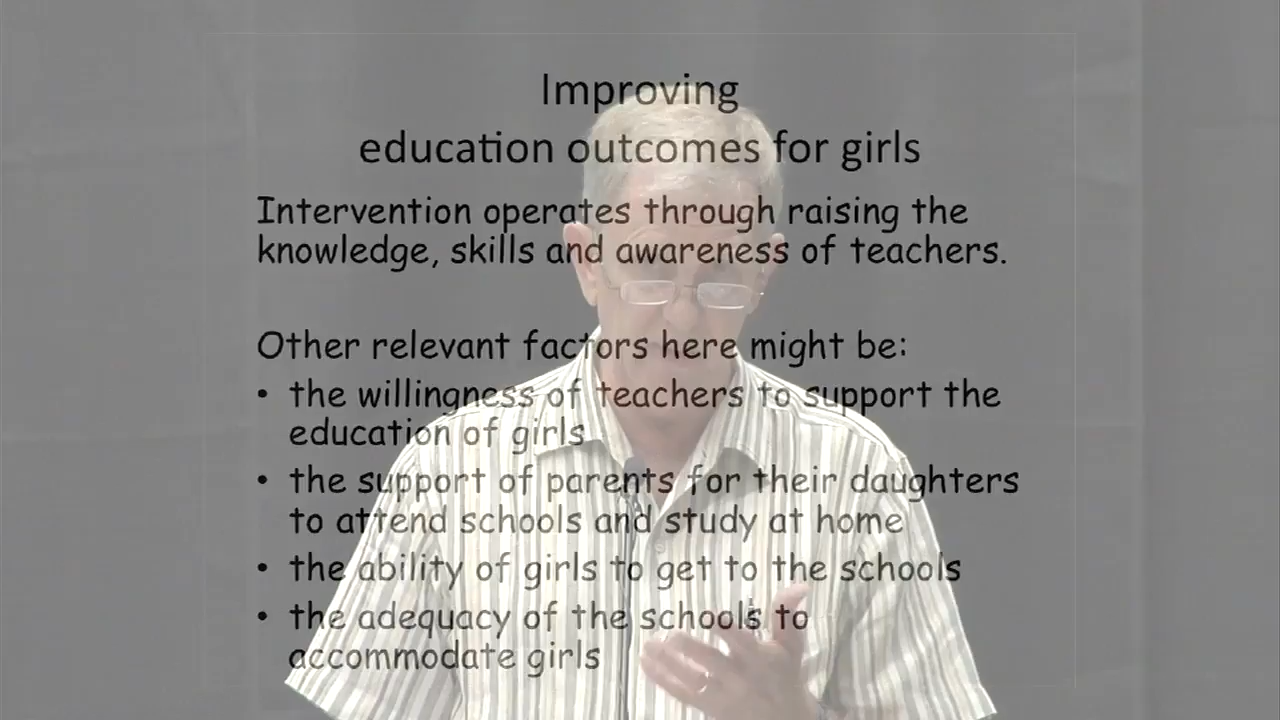 Improving
education outcomes for girls
Intervention operates through raising the
knowledge, skills and awareness of teachers.
Other relevant factors here might be:
• the willingness of teachers to support the
education of girls
• the support of parents for their daughters
to attend schools and study at home
• the ability of girls to get to the schools
• the adequacy of the schools to
accommodate girls